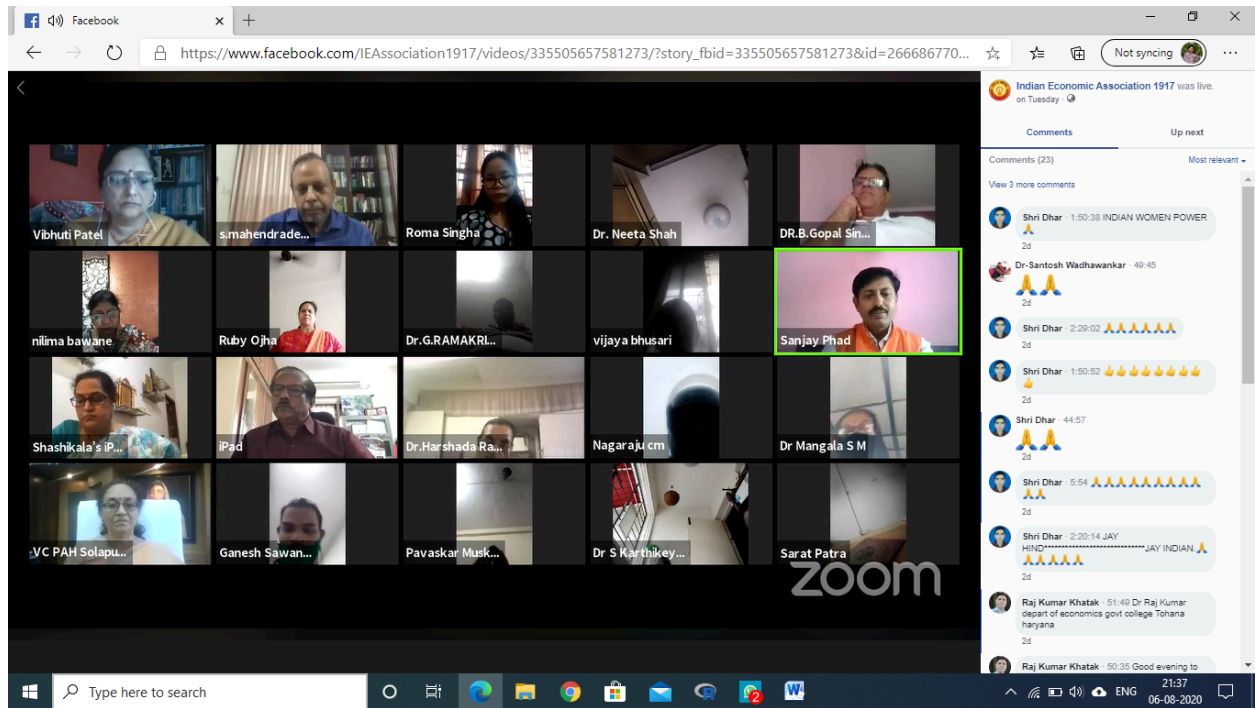 Facebook
https://www.facebook.com/IEAssociation1917/videos/335505657581273/?story_fbid=335505657581273&id=266686770...
Not syncing
Vibhuti Patel
s.mahendrade...
Roma Singha
Dr. Neeta Shah
DR.B.Gopal Sin...
nilima bawane
Ruby Ojha
Dr.G.RAMAKRI...
vijaya bhusari
Sanjay Phad
Shashikala's iP...
iPad
Dr.Harshada Ra...
Nagaraju cm
Dr Mangala S M
VC PAH Solapu...
Ganesh Sawan...
Pavaskar Musk...
Dr S Karthikey...
Sarat Patra
zoom
Indian Economic Association 1917 was live.
on Tuesday ·
Comments
Up next
Comments (23)
Most relevant
View 3 more comments
Shri Dhar · 1:50:38 INDIAN WOMEN POWER
🙏
2d
Dr-Santosh Wadhawankar · 49:45
🙏🙏
2d
Shri Dhar · 2:29:02 🙏🙏🙏🙏🙏🙏
2d
Shri Dhar · 1:50:52 👍👍👍👍👍👍👍👍
👍
2d
Shri Dhar · 44:57
🙏🙏
2d
Shri Dhar · 5:54 🙏🙏🙏🙏🙏🙏🙏🙏🙏
🙏🙏
2d
Shri Dhar · 2:20:14 JAY
HIND******************************JAY INDIAN.🙏
🙏🙏🙏🙏🙏
2d
Raj Kumar Khatak · 51:49 Dr Raj Kumar
depart of economics govt college Tohana
haryana
2d
Raj Kumar Khatak · 50:35 Good evening to
Type here to search
2
ENG
21:37
06-08-2020